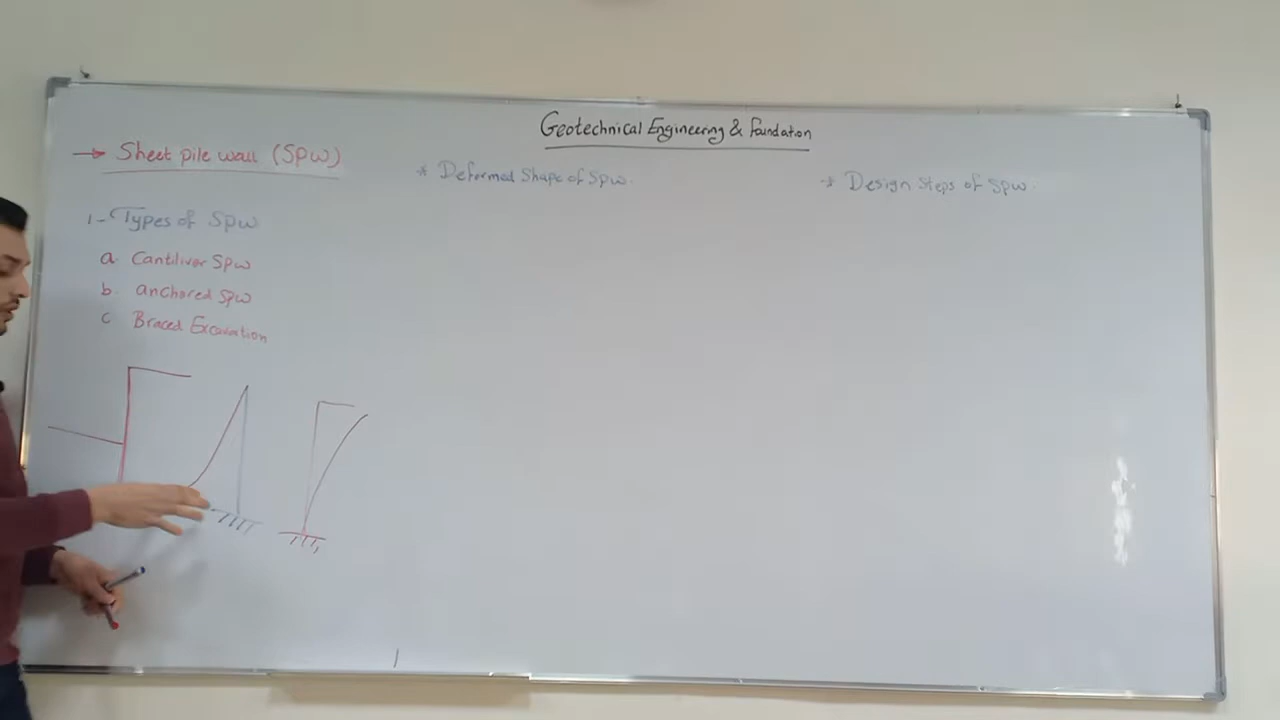 Geotechnical Engineering & Foundation
→ Sheet pile wall (SPW)
1- Types of SPW
a. Cantiliver SPW
b. anchored SPW
c Braced Excavation
* Deformed Shape of SPW.
* Design Steps of SPW.